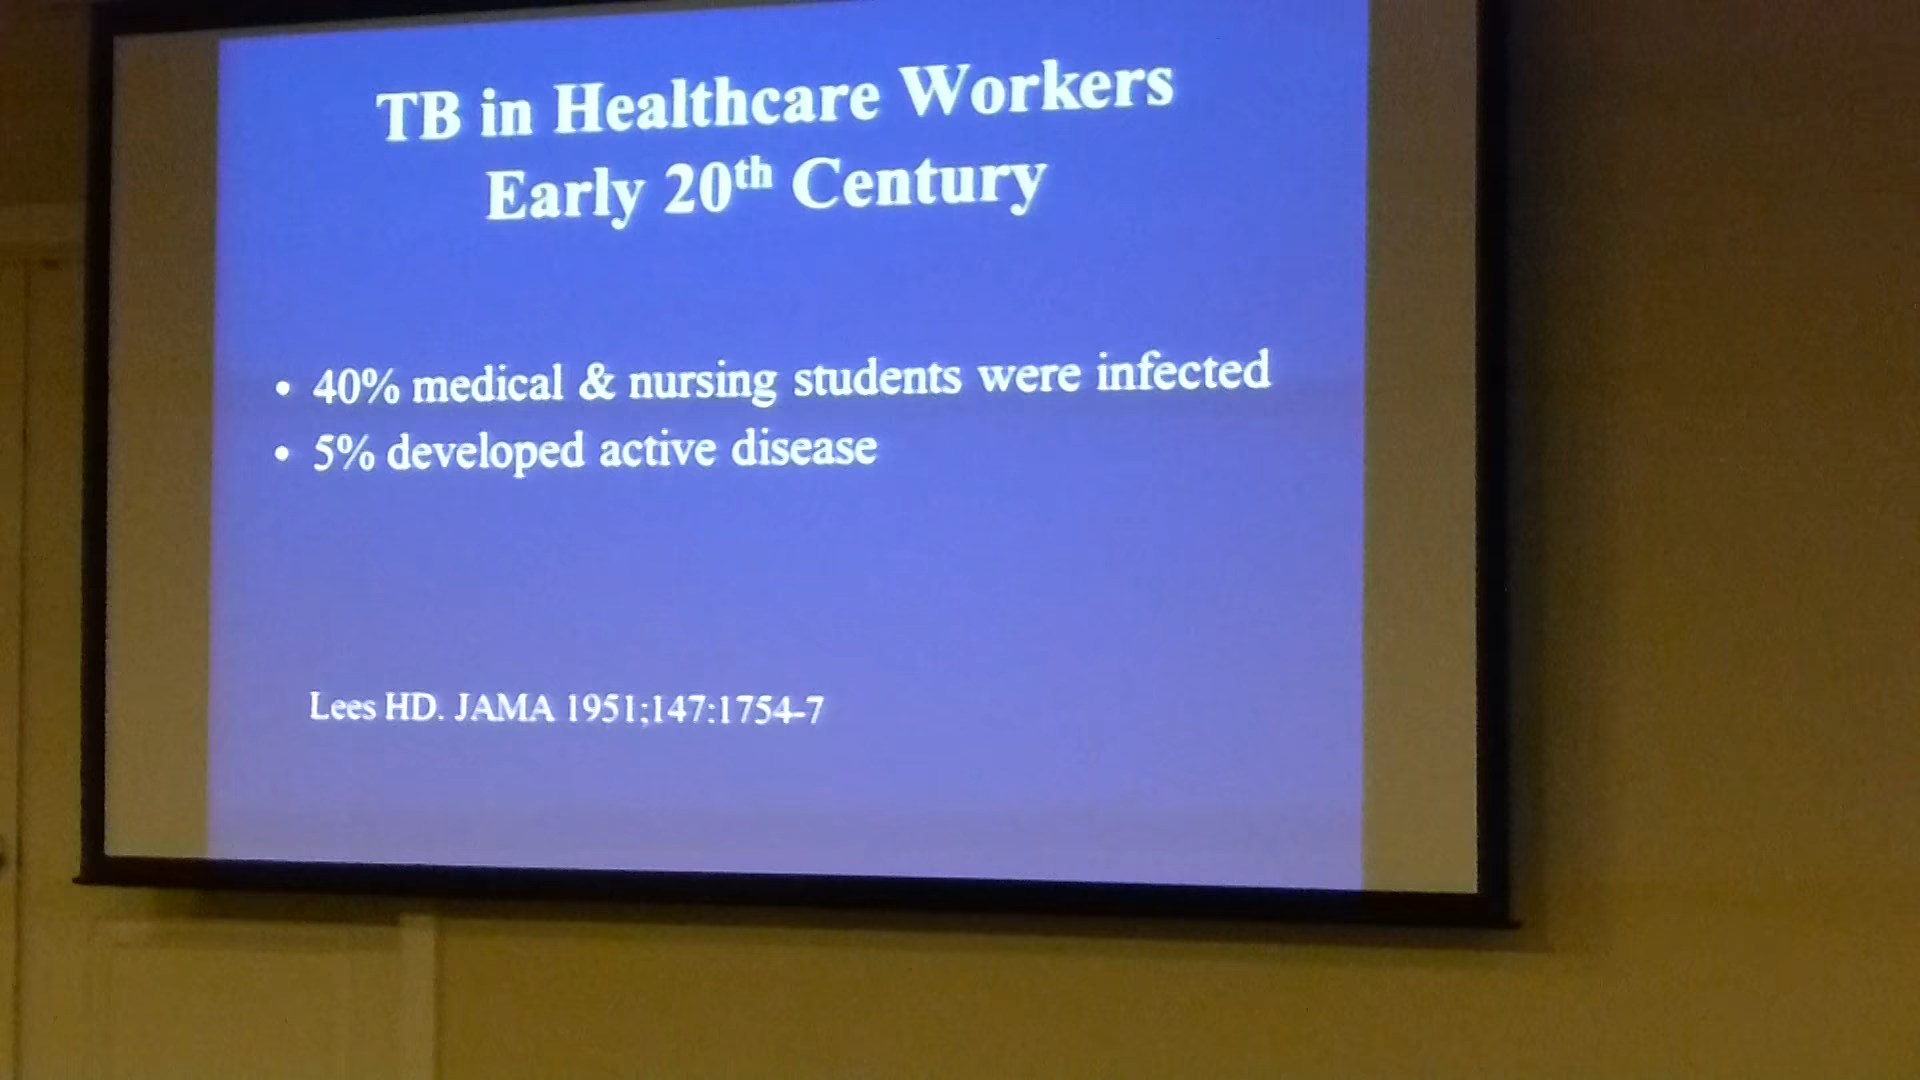 TB in Healthcare Workers
Early 20th Century
• 40% medical & nursing students were infected
• 5% developed active disease
Lees HD. JAMA 1951;147:1754-7